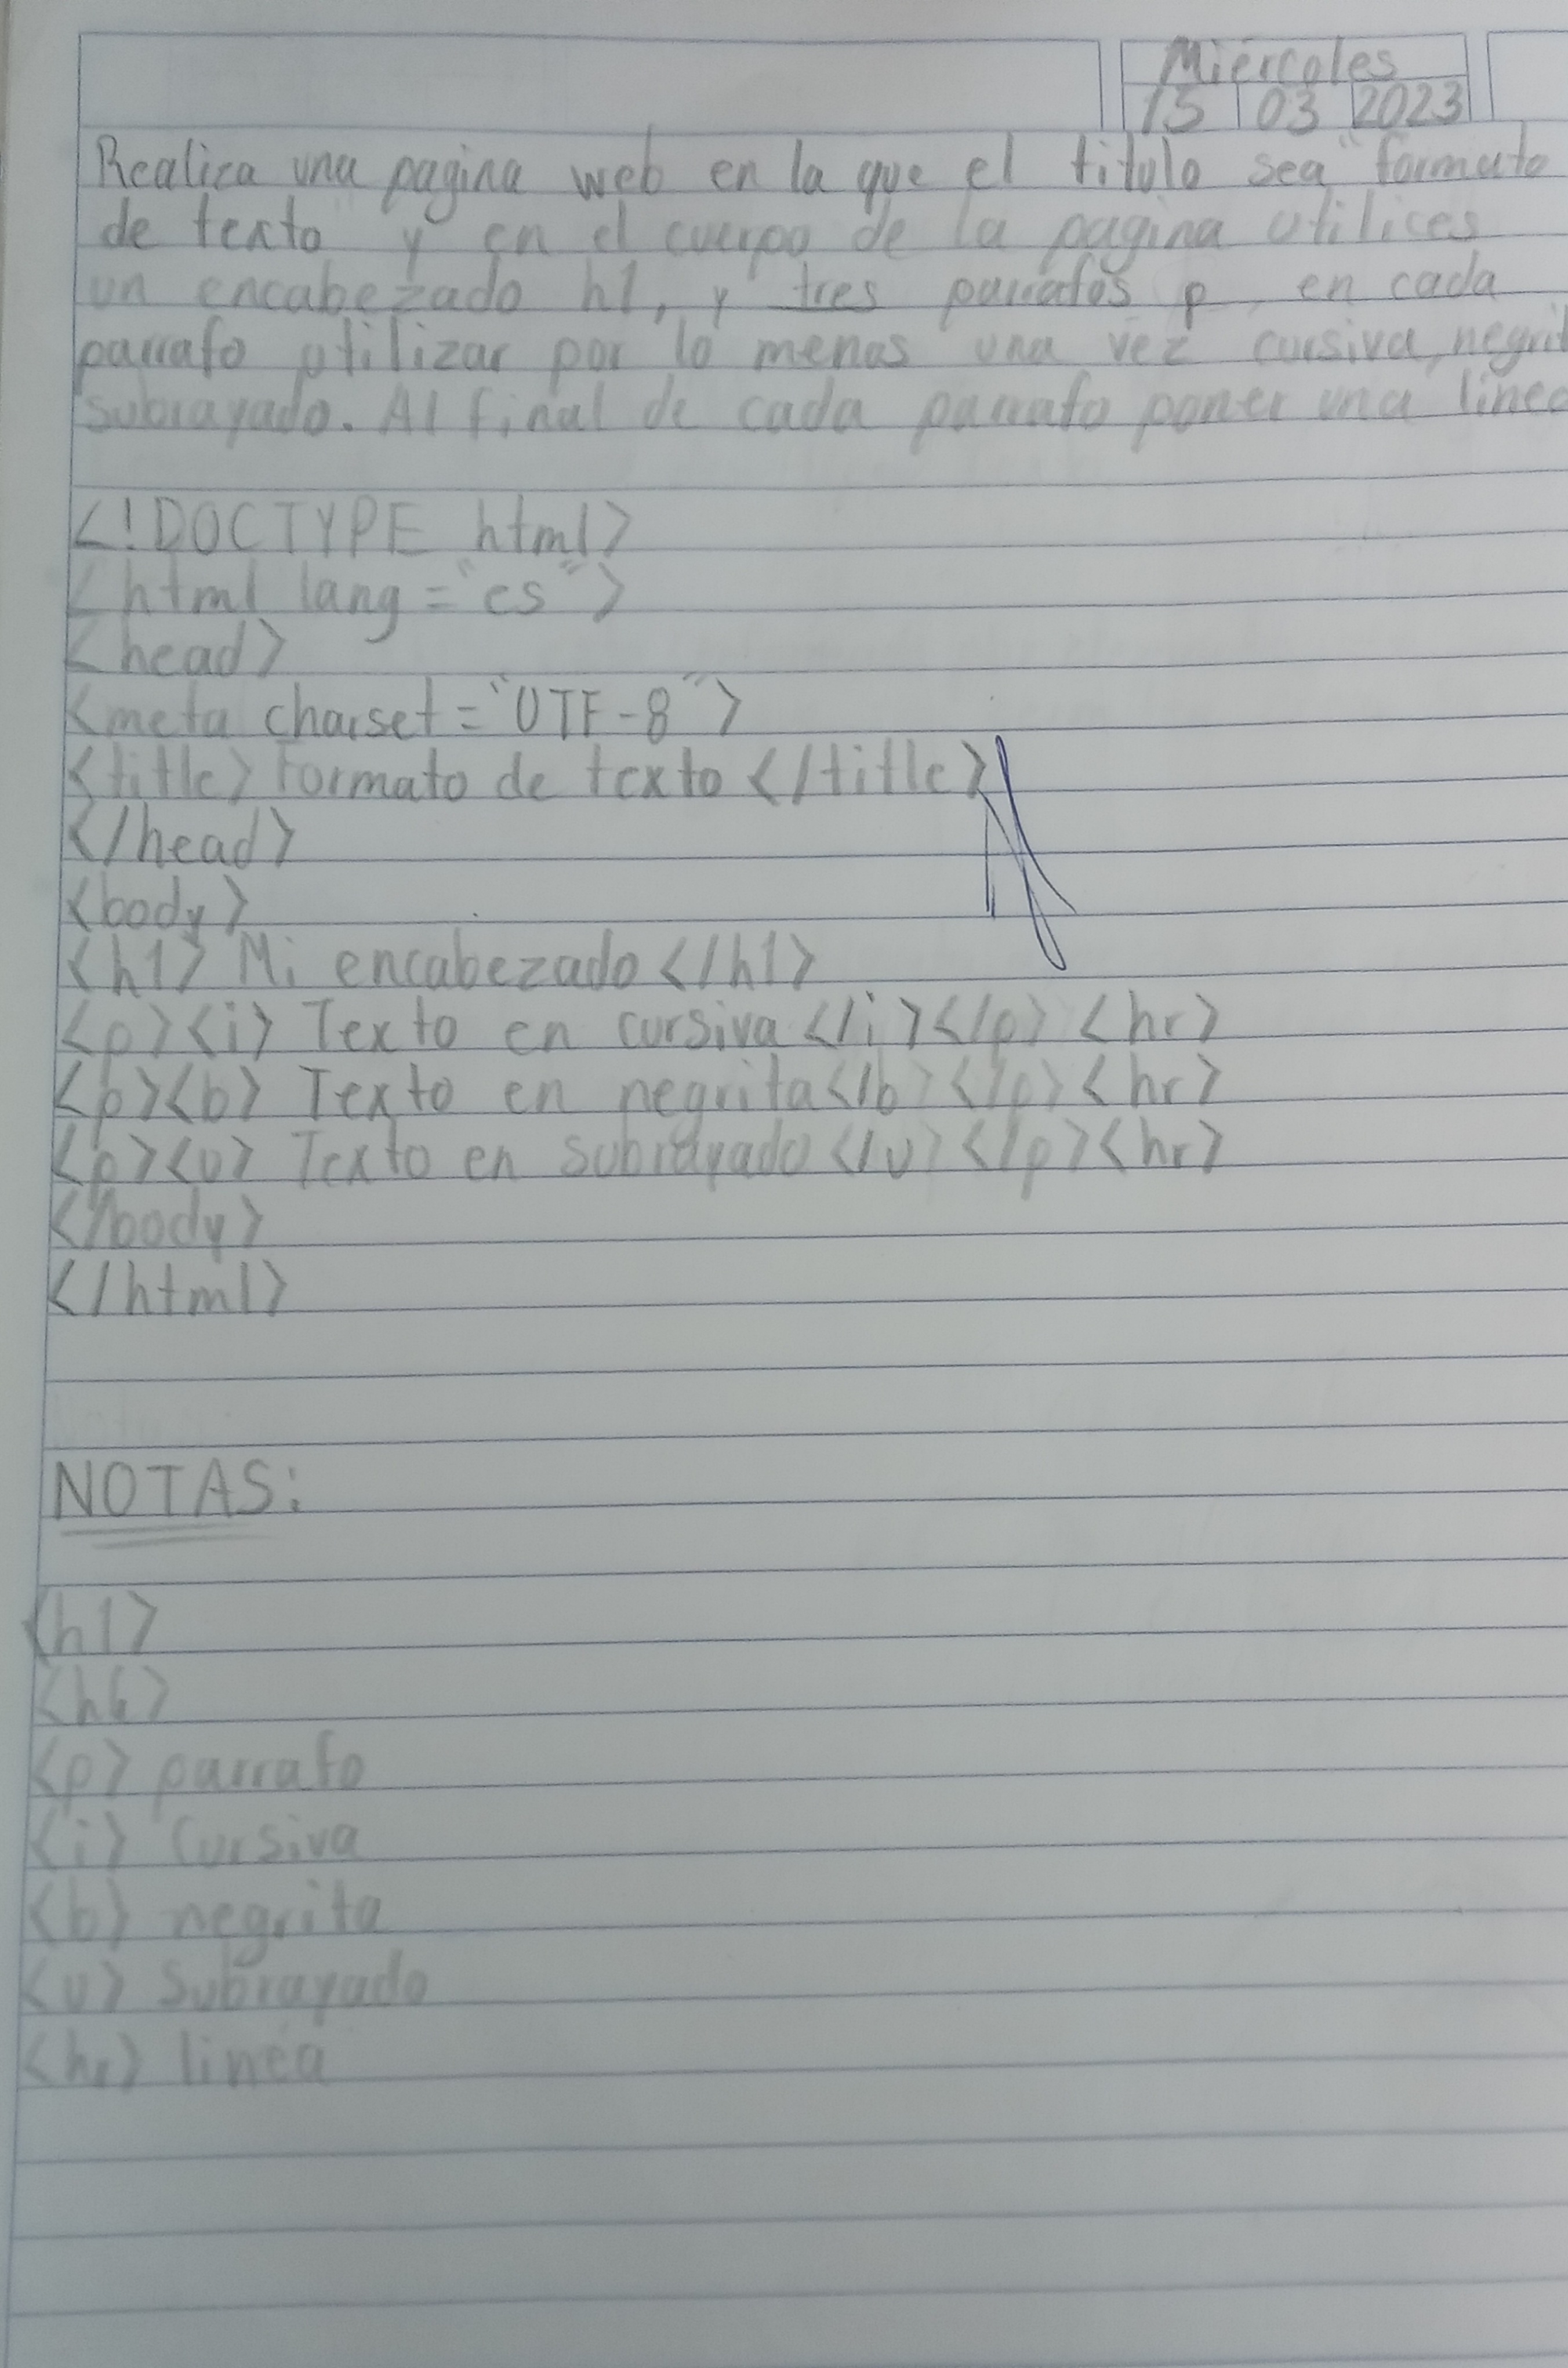 Miércoles
15 03 2023
Realica una pagina web en la que el titulo sea "formato
de texto" y en el cuerpo de la pagina utilices
un encabezado h1, y tres parrafos p, en cada
parrafo utilizar por lo menos una vez cursiva, negrit
subrayado. Al final de cada parrafo poner una linea
<!DOCTYPE html>
<html lang="es">
<head>
<meta charset="UTF-8">
<title> Formato de texto </title>
</head>
<body>
<h1> Mi encabezado </h1>
<p><i> Texto en cursiva </i></p> <hr>
<p><b> Texto en negrita </b></p><hr>
<p><u> Texto en subrayado </u></p><hr>
</body>
</html>
NOTAS:
<h1>
<h6>
<p> parrafo
<i> Cursiva
<b> negrita
<u> Subrayado
<hr> linea